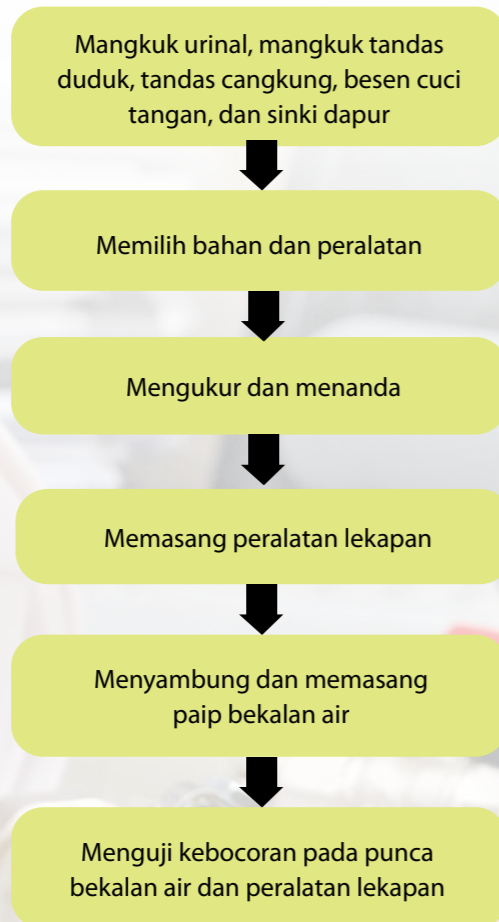 Mangkuk urinal, mangkuk tandas
duduk, tandas cangkung, besen cuci
tangan, dan sinki dapur
Memilih bahan dan peralatan
Mengukur dan menanda
Memasang peralatan lekapan
Menyambung dan memasang
paip bekalan air
Menguji kebocoran pada punca
bekalan air dan peralatan lekapan